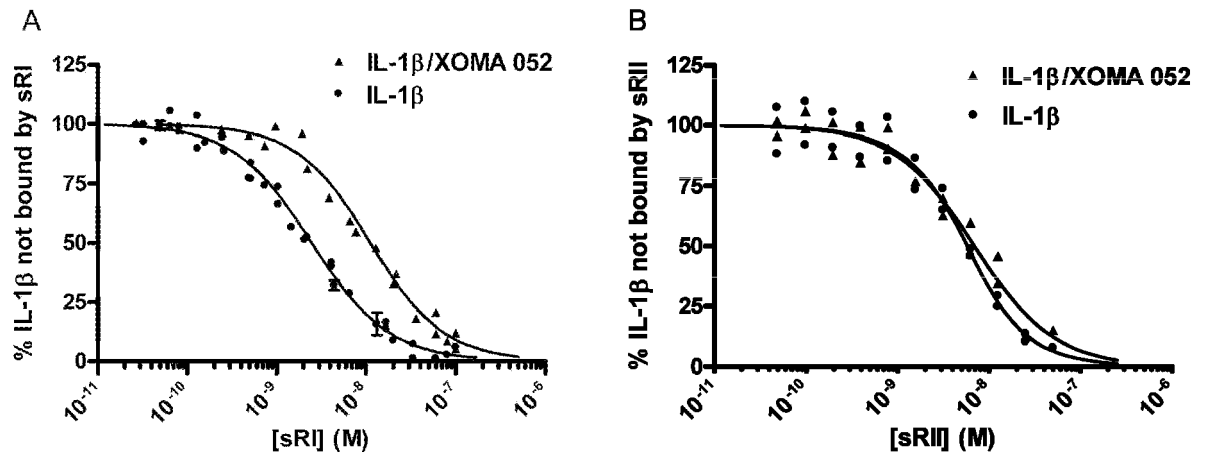 A
% IL-1β not bound by sRI
125
100
75
50
25
0
10-11
10-10
10-9
10-8
10-7
10-6
[sRI] (M)
IL-1β/XOMA 052
IL-1β
B
% IL-1β not bound by sRII
125
100
75
50
25
0
10-11
10-10
10-9
10-8
10-7
10-6
[sRII] (M)
IL-1β/XOMA 052
IL-1β